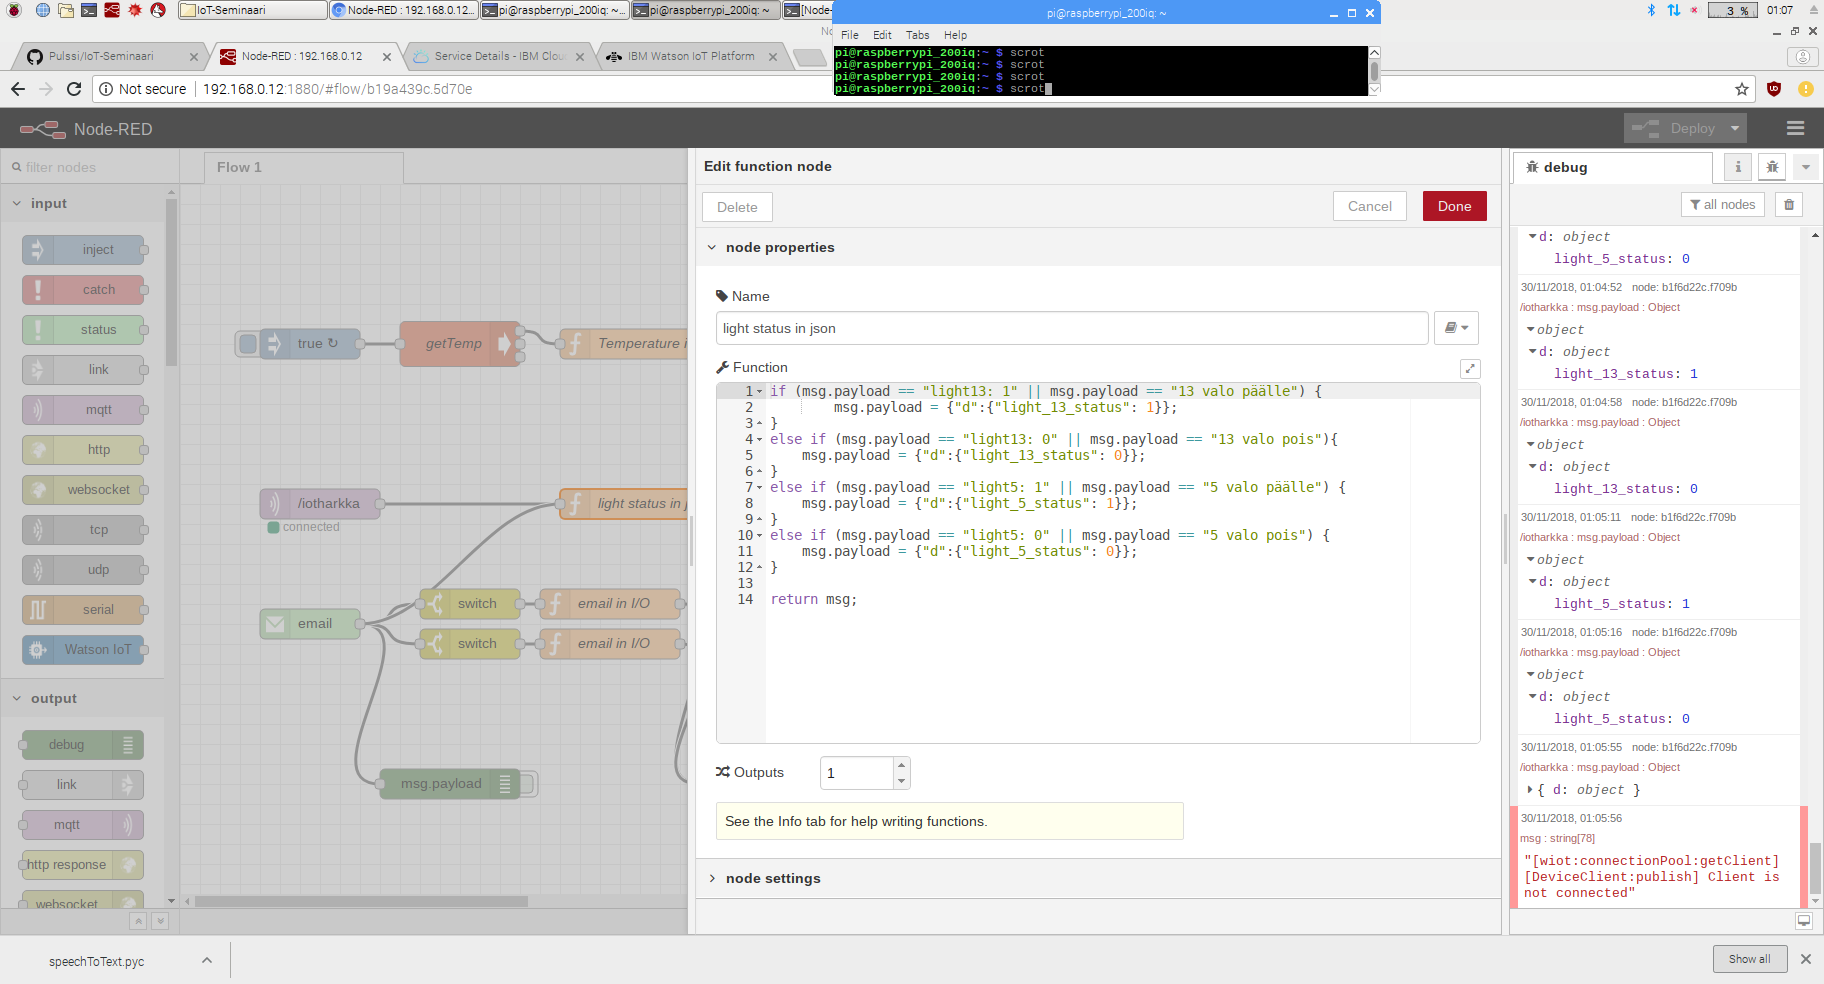 IoT-Seminaari
Node-RED : 192.168.0.12...
pi@raspberrypi_200iq: ~...
pi@raspberrypi_200iq: ~
[Node-
3 %
01:07
pi@raspberrypi_200iq: ~
File Edit Tabs Help
pi@raspberrypi_200iq:~ $ scrot
pi@raspberrypi_200iq:~ $ scrot
pi@raspberrypi_200iq:~ $ scrot
pi@raspberrypi_200iq:~ $ scrot
Pulssi/IoT-Seminaari
Node-RED : 192.168.0.12
Service Details - IBM Clou
IBM Watson IoT Platform
Not secure
192.168.0.12:1880/#flow/b19a439c.5d70e
Node-RED
Deploy
filter nodes
input
inject
catch
status
link
mqtt
http
websocket
tcp
udp
serial
Watson IoT
output
debug
link
mqtt
http response
websocket
Flow 1
true ↻
getTemp
Temperature i
/iotharkka
connected
light status in j
email
switch
email in I/O
switch
email in I/O
msg.payload
Edit function node
Delete
Cancel
Done
node properties
Name
light status in json
Function
1 if (msg.payload == "light13: 1" || msg.payload == "13 valo päälle") {
2 msg.payload = {"d":{"light_13_status": 1}};
3 }
4 else if (msg.payload == "light13: 0" || msg.payload == "13 valo pois"){
5 msg.payload = {"d":{"light_13_status": 0}};
6 }
7 else if (msg.payload == "light5: 1" || msg.payload == "5 valo päälle") {
8 msg.payload = {"d":{"light_5_status": 1}};
9 }
10 else if (msg.payload == "light5: 0" || msg.payload == "5 valo pois") {
11 msg.payload = {"d":{"light_5_status": 0}};
12 }
13
14 return msg;
Outputs
1
See the Info tab for help writing functions.
node settings
debug
i
all nodes
d: object
light_5_status: 0
30/11/2018, 01:04:52 node: b1f6d22c.f709b
/iotharkka : msg.payload : Object
object
d: object
light_13_status: 1
30/11/2018, 01:04:58 node: b1f6d22c.f709b
/iotharkka : msg.payload : Object
object
d: object
light_13_status: 0
30/11/2018, 01:05:11 node: b1f6d22c.f709b
/iotharkka : msg.payload : Object
object
d: object
light_5_status: 1
30/11/2018, 01:05:16 node: b1f6d22c.f709b
/iotharkka : msg.payload : Object
object
d: object
light_5_status: 0
30/11/2018, 01:05:55 node: b1f6d22c.f709b
/iotharkka : msg.payload : Object
{ d: object }
30/11/2018, 01:05:56
msg : string[78]
"[wiot:connectionPool:getClient]
[DeviceClient:publish] Client is
not connected"
speechToText.pyc
Show all